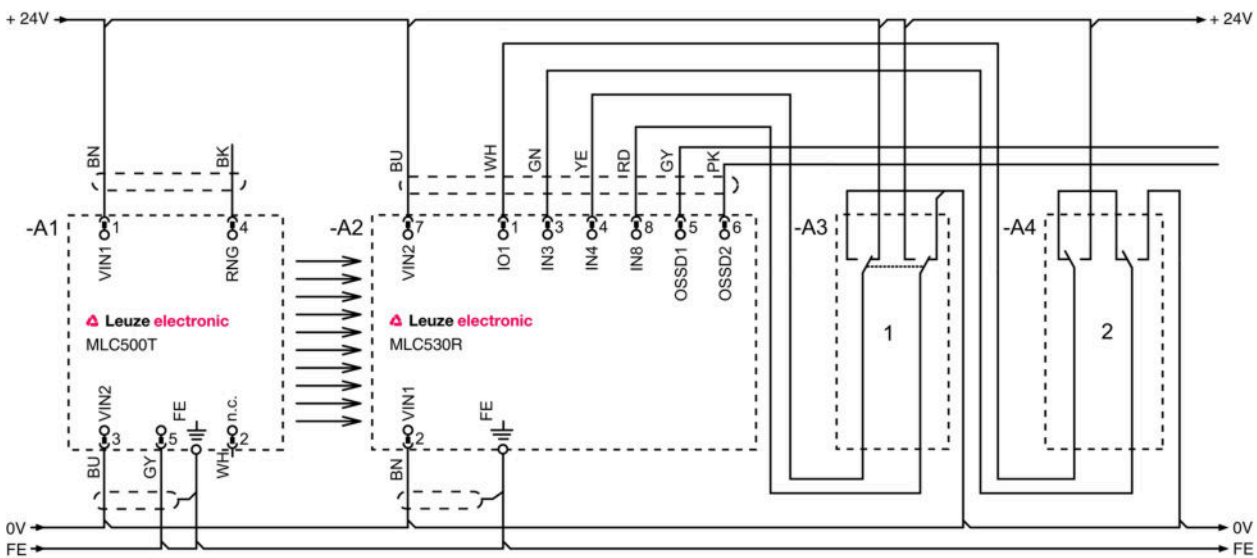 + 24V
+ 24V
BN
BK
BU
WH
GN
YE
RD
GY
PK
-A1
1
4
-A2
7
1
3
4
8
5
6
-A3
-A4
VIN1
RNG
VIN2
IO1
IN3
IN4
IN8
OSSD1
OSSD2
Leuze electronic
MLC500T
Leuze electronic
MLC530R
1
2
VIN2
FE
n.c.
VIN1
FE
3
5
2
2
BU
GY
WH
BN
0V
0V
FE
FE